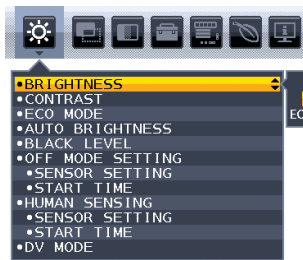 •BRIGHTNESS
•CONTRAST
•ECO MODE
•AUTO BRIGHTNESS
•BLACK LEVEL
•OFF MODE SETTING
•SENSOR SETTING
•START TIME
•HUMAN SENSING
•SENSOR SETTING
•START TIME
•DV MODE